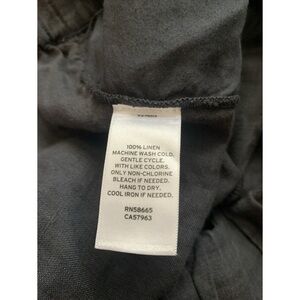 100% LINEN
MACHINE WASH COLD,
GENTLE CYCLE,
WITH LIKE COLORS,
ONLY NON-CHLORINE
BLEACH IF NEEDED.
HANG TO DRY.
COOL IRON IF NEEDED.
RN58665
CA57963